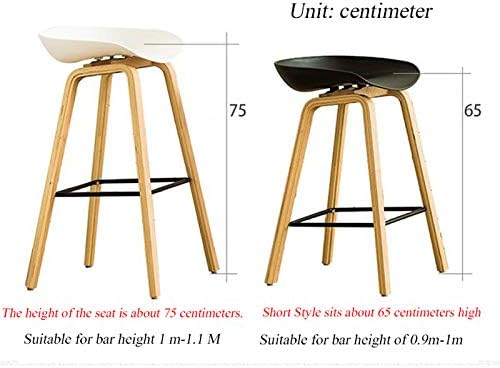 Unit: centimeter
75
65
The height of the seat is about 75 centimeters.
Short Style sits about 65 centimeters high
Suitable for bar height 1 m-1.1 M
Suitable for bar height of 0.9m-1m